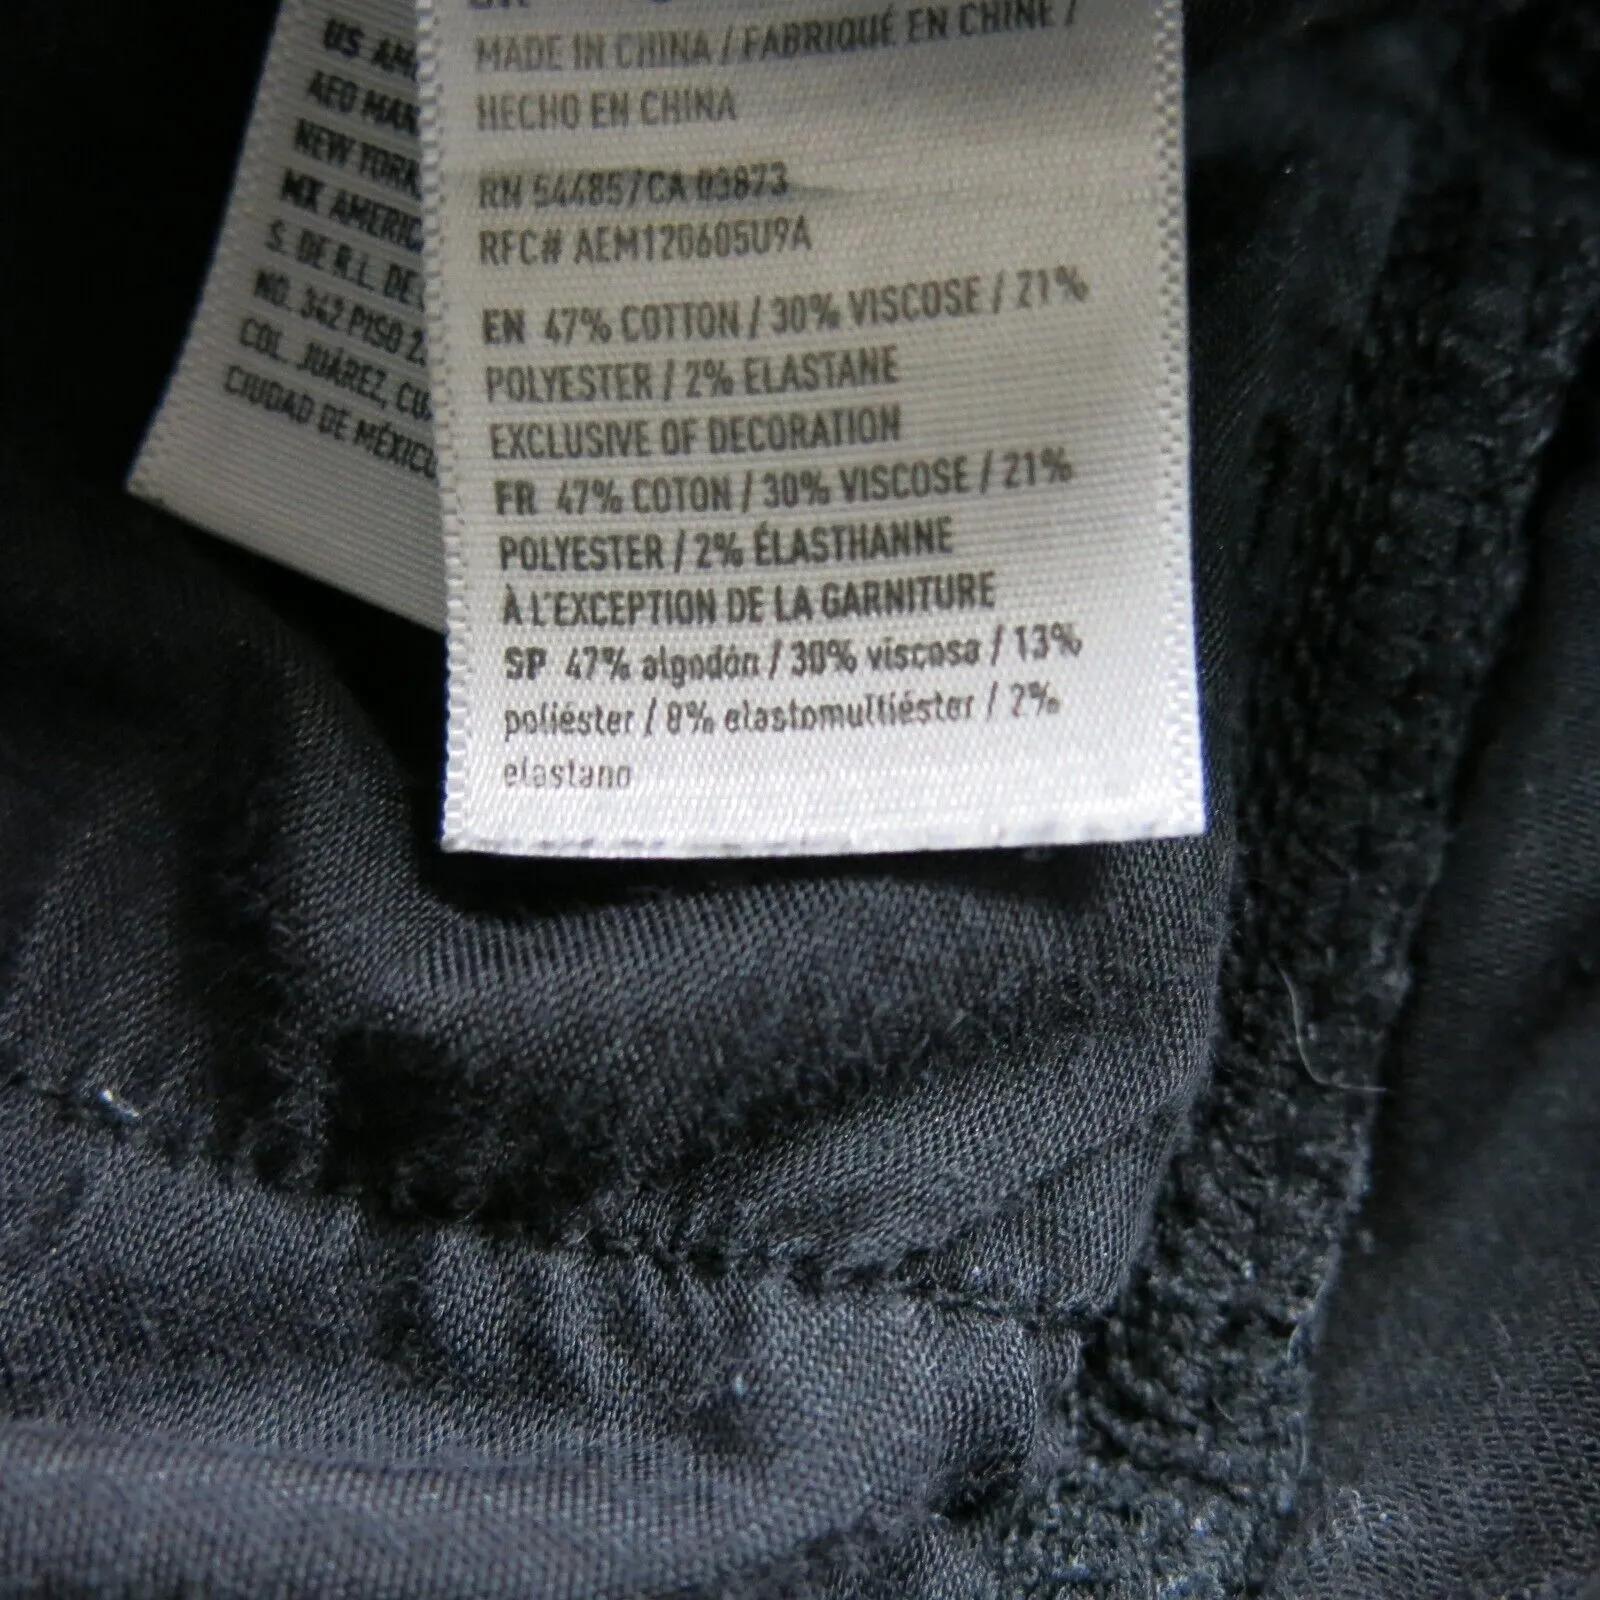 MADE IN CHINA / FABRIQUÉ EN CHINE /
HECHO EN CHINA
RN 54485/CA 03873
RFC# AEM120605U9A
EN 47% COTTON / 30% VISCOSE / 21%
POLYESTER / 2% ELASTANE
EXCLUSIVE OF DECORATION
FR 47% COTON / 30% VISCOSE / 21%
POLYESTER / 2% ÉLASTHANNE
À L'EXCEPTION DE LA GARNITURE
SP 47% algodón / 30% viscosa / 13%
poliéster / 8% elastomultiéster / 2%
elastano
US
AEO
NEW YORK
MX
S. DE R.L. DE
NO. 342 PISO
COL. JUÁREZ,
CIUDAD DE MÉXICO